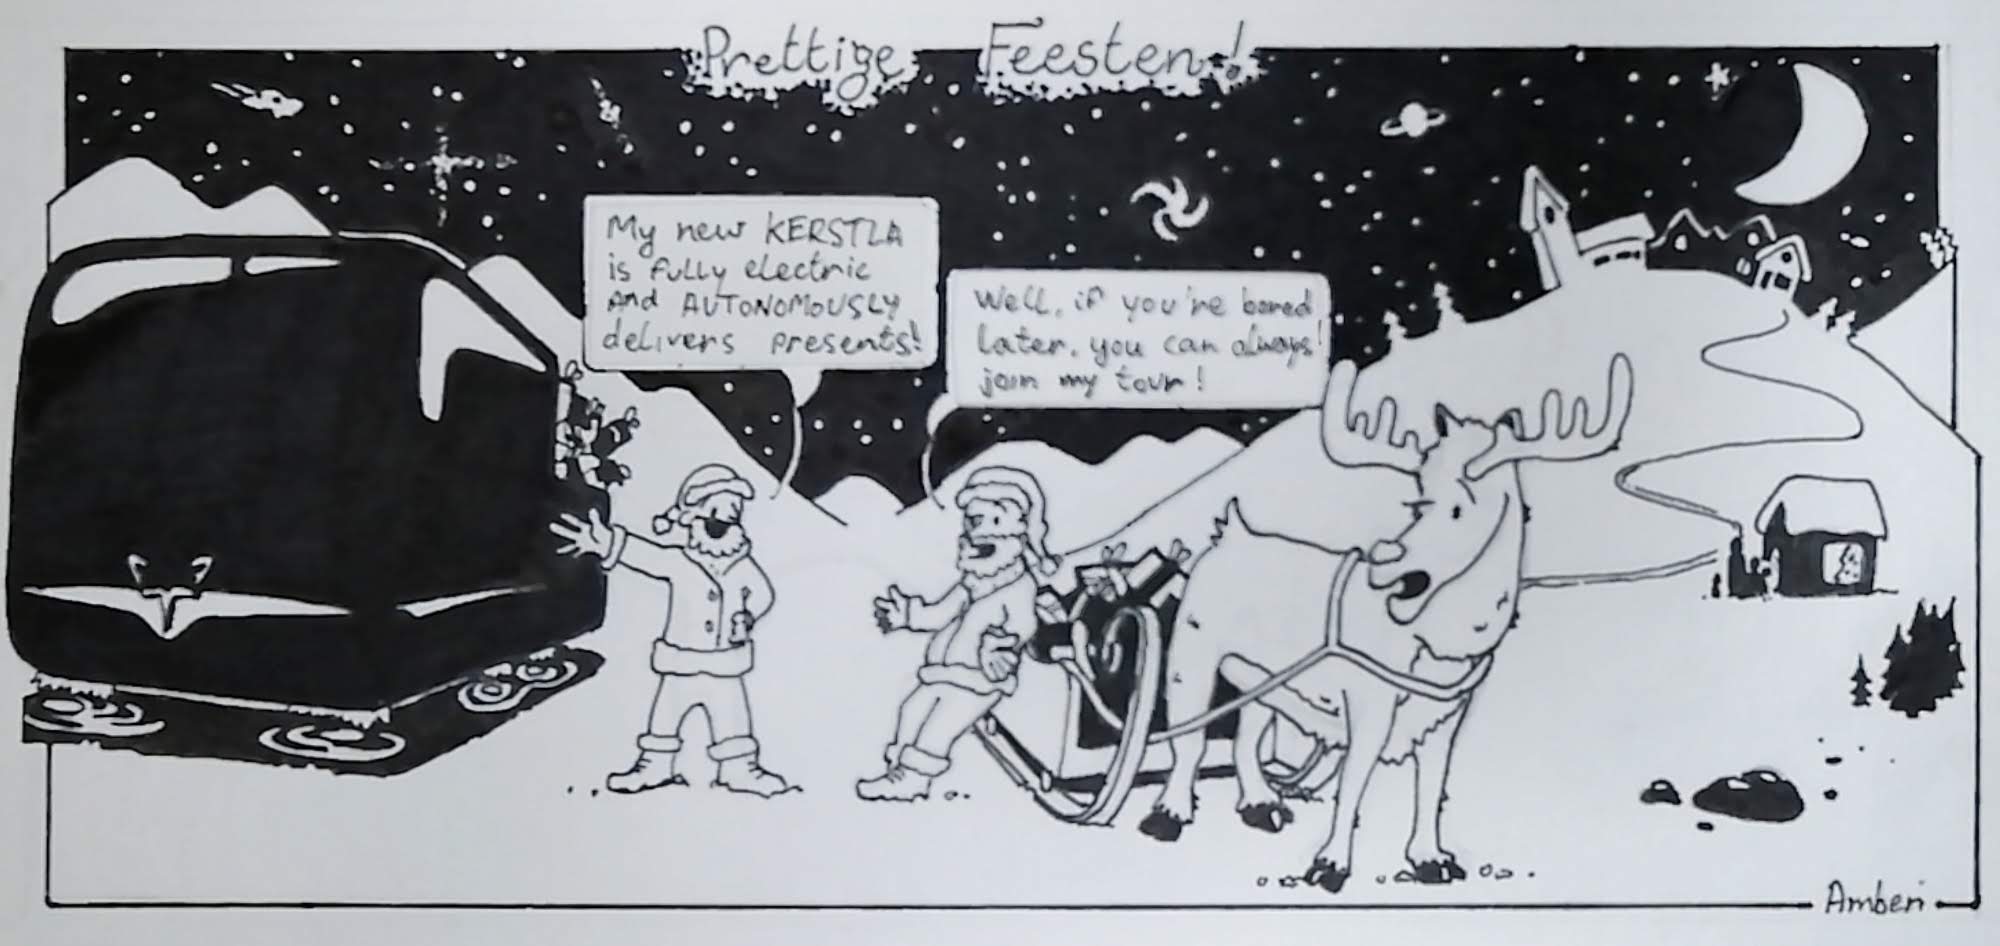 Prettige Feesten!
My new KERSTLA
is fully electric
And AUTONOMOUSLY
delivers presents!
Well, if you're bored
later, you can always
join my tour!
Amberi